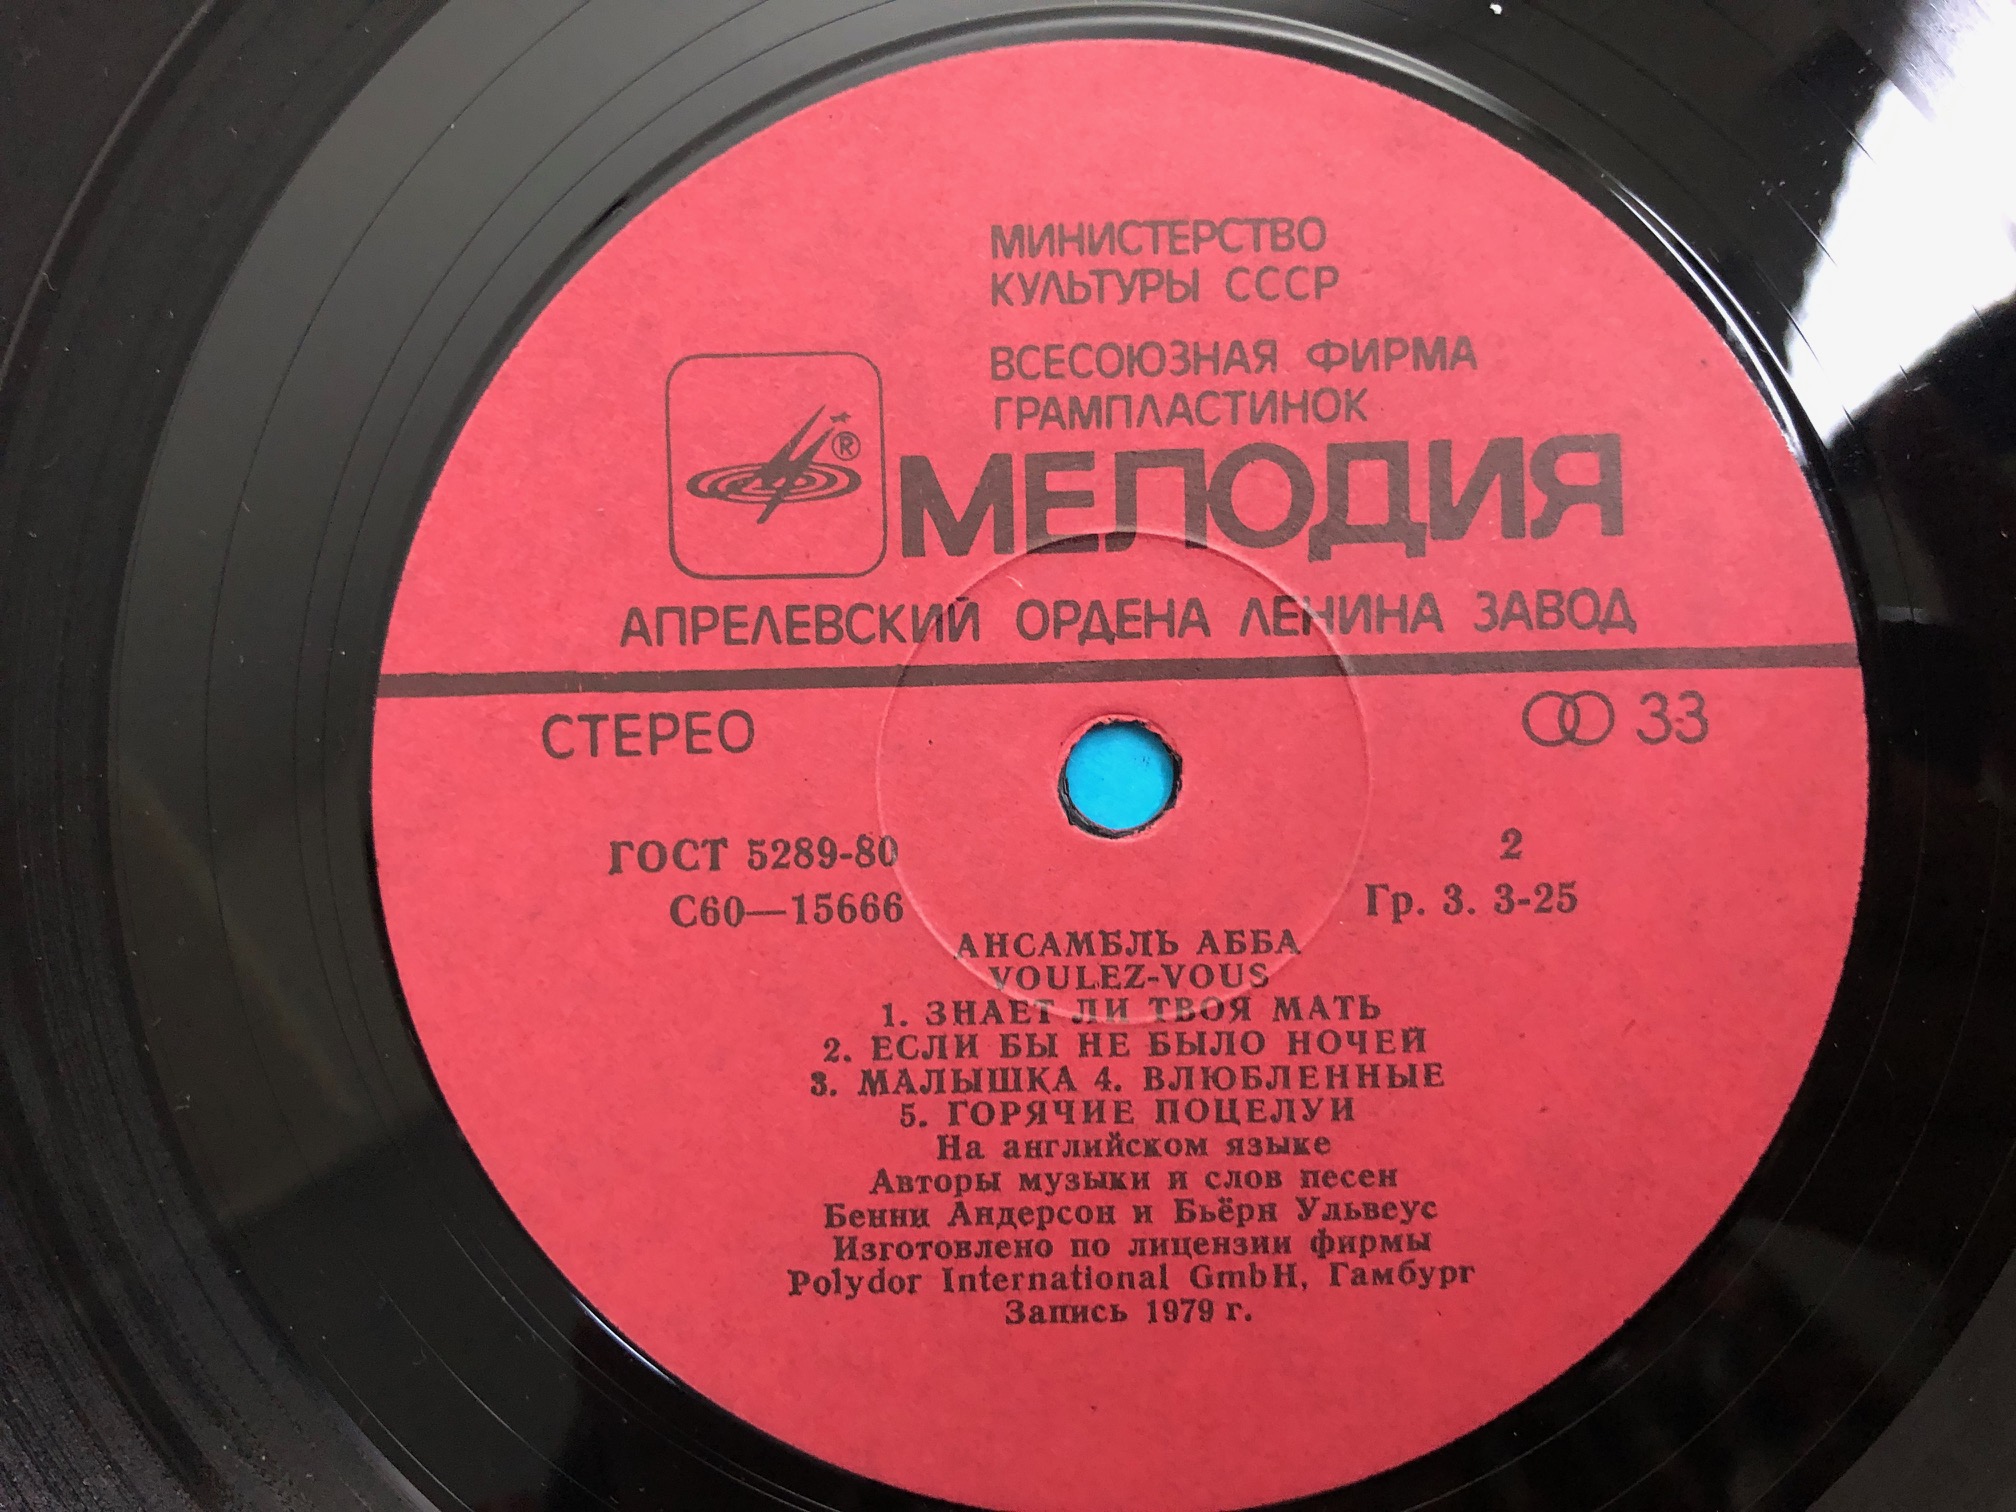 МИНИСТЕРСТВО
КУЛЬТУРЫ СССР
ВСЕСОЮЗНАЯ ФИРМА
ГРАМПЛАСТИНОК
®
МЕЛОДИЯ
АПРЕЛЕВСКИЙ ОРДЕНА ЛЕНИНА ЗАВОД
СТЕРЕО
33
ГОСТ 5289-80
2
С60—15666
Гр. 3. 3-25
АНСАМБЛЬ АББА
VOULEZ-VOUS
1. ЗНАЕТ ЛИ ТВОЯ МАТЬ
2. ЕСЛИ БЫ НЕ БЫЛО НОЧЕЙ
3. МАЛЫШКА 4. ВЛЮБЛЕННЫЕ
5. ГОРЯЧИЕ ПОЦЕЛУИ
На английском языке
Авторы музыки и слов песен
Бенни Андерсон и Бьёрн Ульвеус
Изготовлено по лицензии фирмы
Polydor International GmbH, Гамбург
Запись 1979 г.